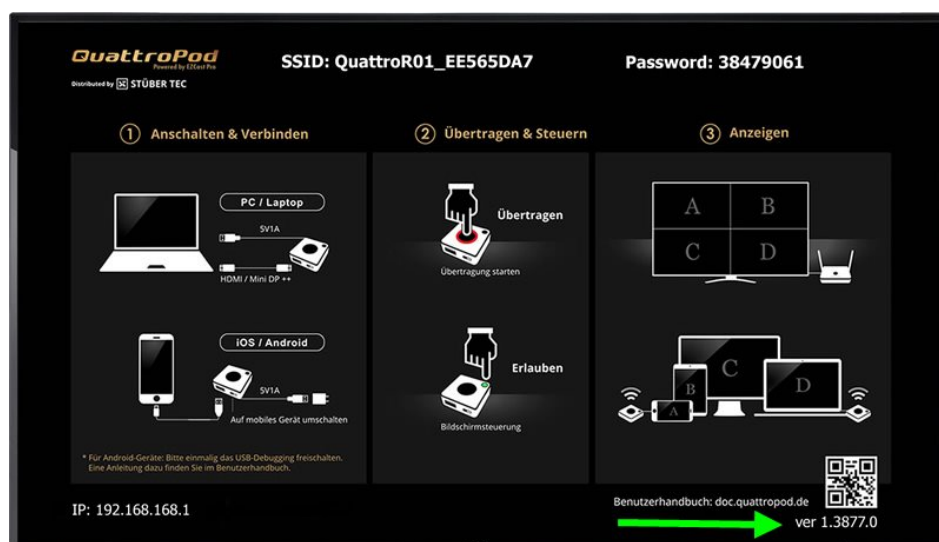 QuattroPod
Powered by EZCast Pro
Distributed by STÜBER TEC
SSID: QuattroR01_EE565DA7
Password: 38479061
1 Anschalten & Verbinden
PC / Laptop
5V1A
HDMI / Mini DP ++
iOS / Android
5V1A
Auf mobiles Gerät umschalten
* Für Android-Geräte: Bitte einmalig das USB-Debugging freischalten.
Eine Anleitung dazu finden Sie im Benutzerhandbuch.
2 Übertragen & Steuern
Übertragen
Übertragung starten
Erlauben
Bildschirmsteuerung
3 Anzeigen
A B
C D
A B C D
IP: 192.168.168.1
Benutzerhandbuch: doc.quattropod.de
ver 1.3877.0